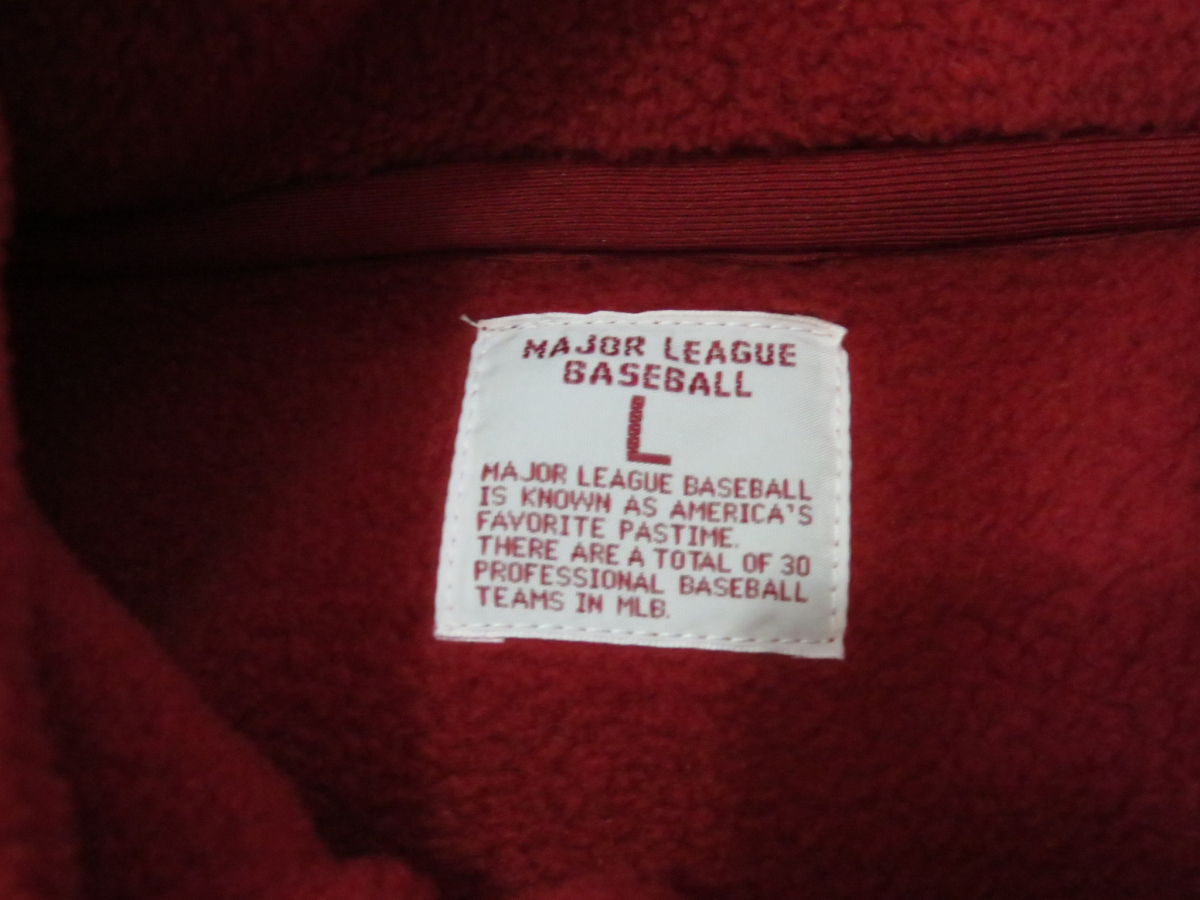 MAJOR LEAGUE
BASEBALL
L
MAJOR LEAGUE BASEBALL
IS KNOWN AS AMERICA'S
FAVORITE PASTIME.
THERE ARE A TOTAL OF 30
PROFESSIONAL BASEBALL
TEAMS IN MLB.